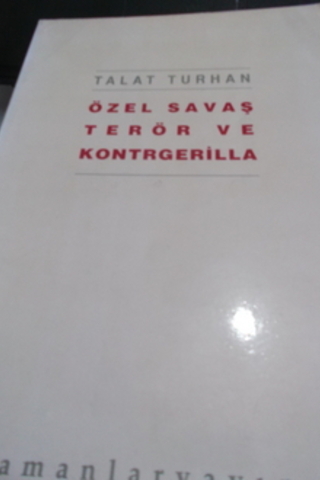 TALAT TURHAN
ÖZEL SAVAŞ
TERÖR VE
KONTRGERİLLA